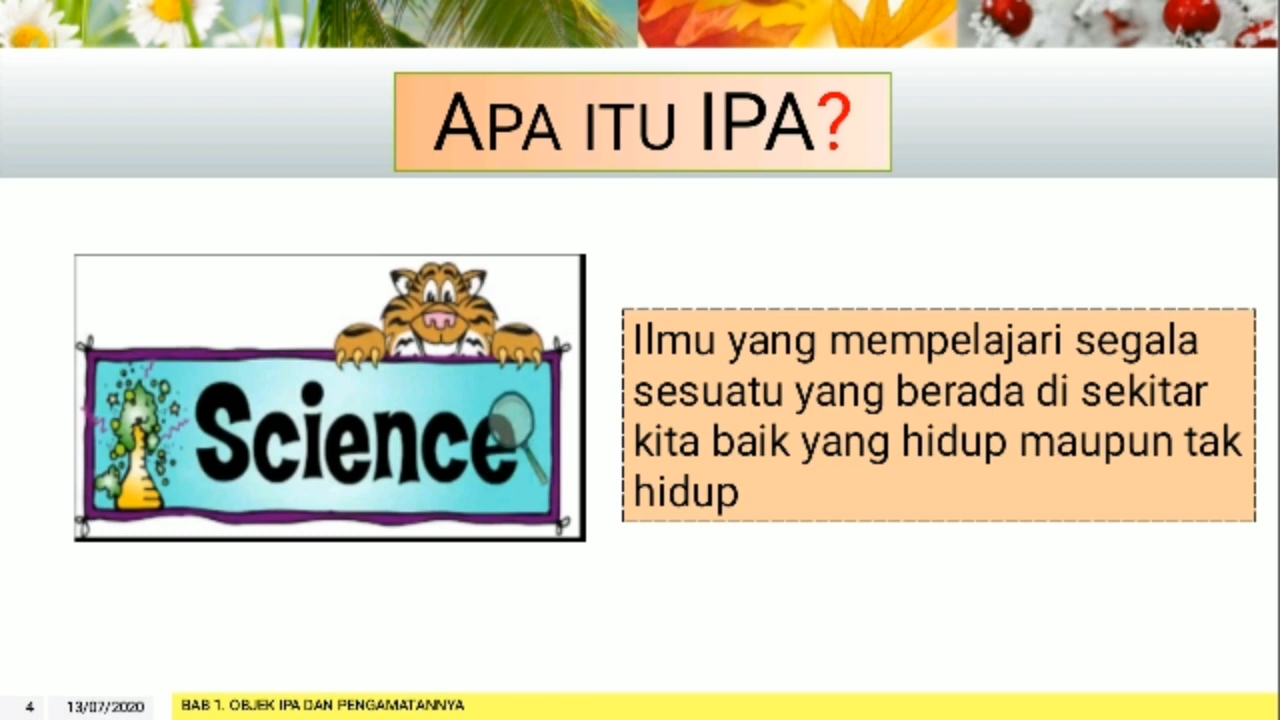 APA ITU IPA?
Science
Ilmu yang mempelajari segala
sesuatu yang berada di sekitar
kita baik yang hidup maupun tak
hidup
4 13/07/2020 BAB 1. OBJEK IPA DAN PENGAMATANNYA